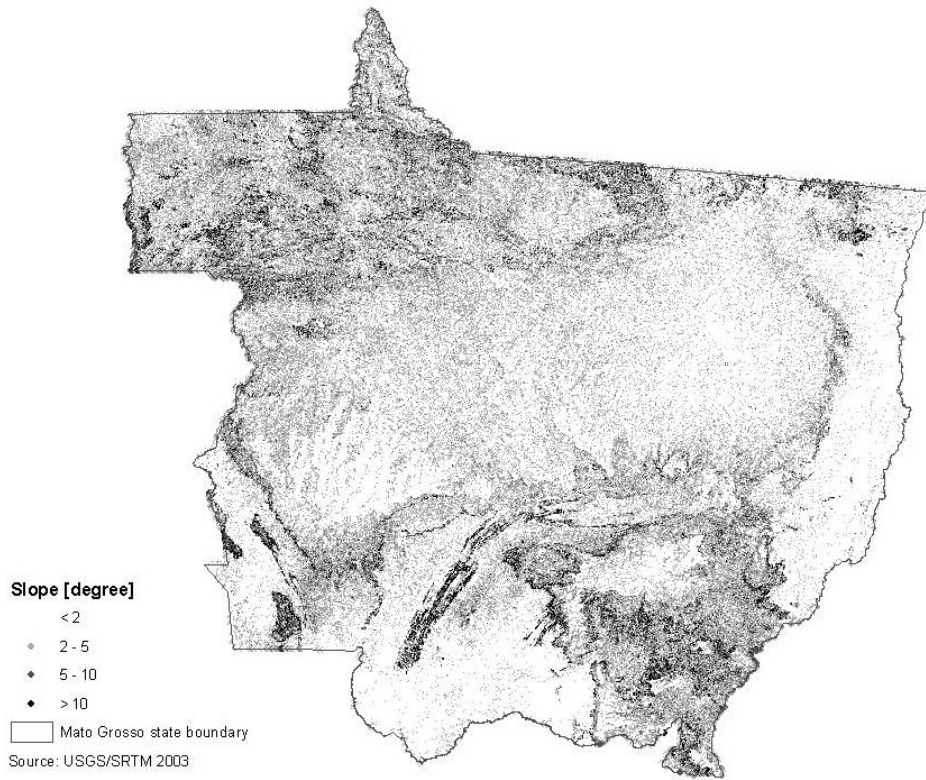 Slope [degree]
< 2
2 - 5
5 - 10
> 10
Mato Grosso state boundary
Source: USGS/SRTM 2003